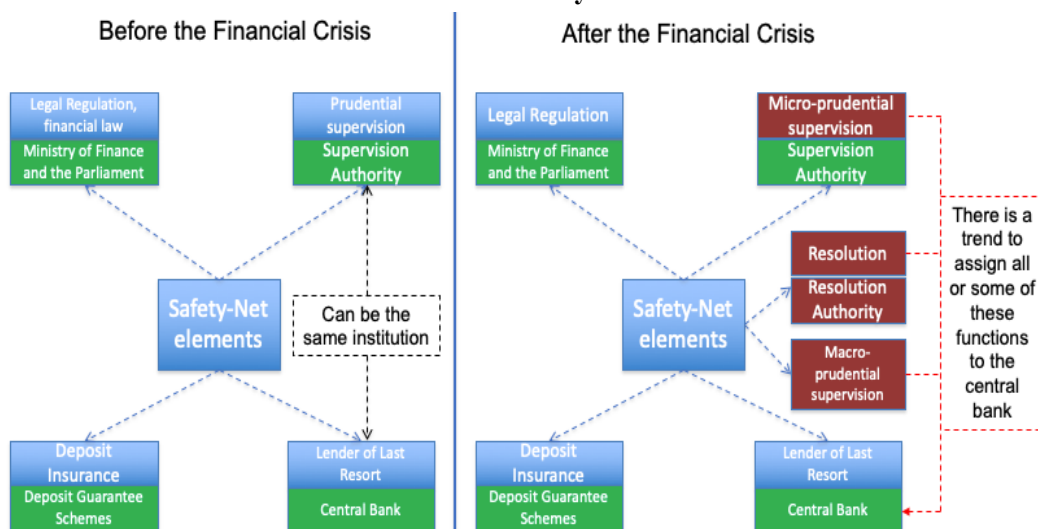 Before the Financial Crisis
Legal Regulation,
financial law
Ministry of Finance
and the Parliament
Prudential
supervision
Supervision
Authority
Safety-Net
elements
Can be the
same institution
Deposit
Insurance
Deposit Guarantee
Schemes
Lender of Last
Resort
Central Bank
After the Financial Crisis
Legal Regulation
Ministry of Finance
and the Parliament
Micro-prudential
supervision
Supervision
Authority
Safety-Net
elements
Resolution
Resolution
Authority
Macro-
prudential
supervision
There is a
trend to
assign all
or some of
these
functions
to the
central
bank
Deposit
Insurance
Deposit Guarantee
Schemes
Lender of Last
Resort
Central Bank